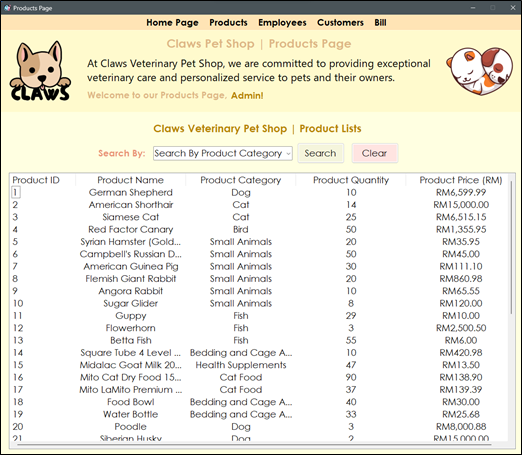 Products Page
Home Page Products Employees Customers Bill
Claws Pet Shop | Products Page
At Claws Veterinary Pet Shop, we are committed to providing exceptional
veterinary care and personalized service to pets and their owners.
CLAWS
Welcome to our Products Page, Admin!
Claws Veterinary Pet Shop | Product Lists
Search By: Search By Product Category Search Clear
Product ID Product Name Product Category Product Quantity Product Price (RM)
1 German Shepherd Dog 10 RM6,599.99
2 American Shorthair Cat 14 RM15,000.00
3 Siamese Cat Cat 25 RM6,515.15
4 Red Factor Canary Bird 50 RM1,355.95
5 Syrian Hamster (Gold... Small Animals 20 RM35.95
6 Campbell's Russian D... Small Animals 50 RM45.00
7 American Guinea Pig Small Animals 30 RM111.10
8 Flemish Giant Rabbit Small Animals 20 RM860.98
9 Angora Rabbit Small Animals 10 RM65.55
10 Sugar Glider Small Animals 8 RM120.00
11 Guppy Fish 29 RM10.00
12 Flowerhorn Fish 3 RM2,500.50
13 Betta Fish Fish 55 RM6.00
14 Square Tube 4 Level ... Bedding and Cage A... 10 RM420.98
15 Midalac Goat Milk 20... Health Supplements 47 RM13.50
16 Mito Cat Dry Food 15... Cat Food 90 RM138.90
17 Mito LaMito Premium ... Cat Food 37 RM139.39
18 Food Bowl Bedding and Cage A... 40 RM30.00
19 Water Bottle Bedding and Cage A... 33 RM25.68
20 Poodle Dog 3 RM8,000.88
21 Siberian Husky Dog 2 RM15,000.00